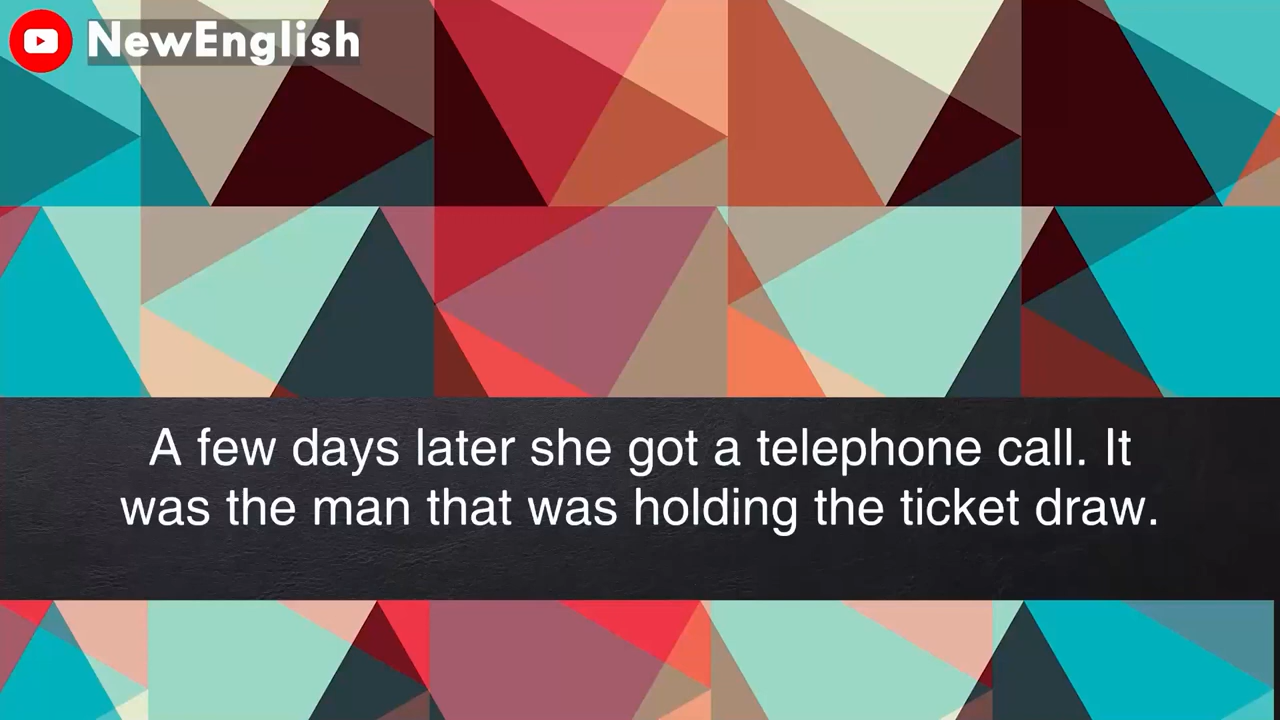 NewEnglish
A few days later she got a telephone call. It
was the man that was holding the ticket draw.